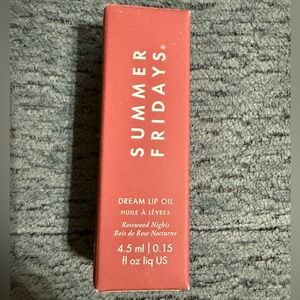 SUMMER
FRIDAYS®
DREAM LIP OIL
HUILE À LÈVRES
Rosewood Nights
Bois de Rose Nocturne
4.5 ml | 0.15
fl oz liq US